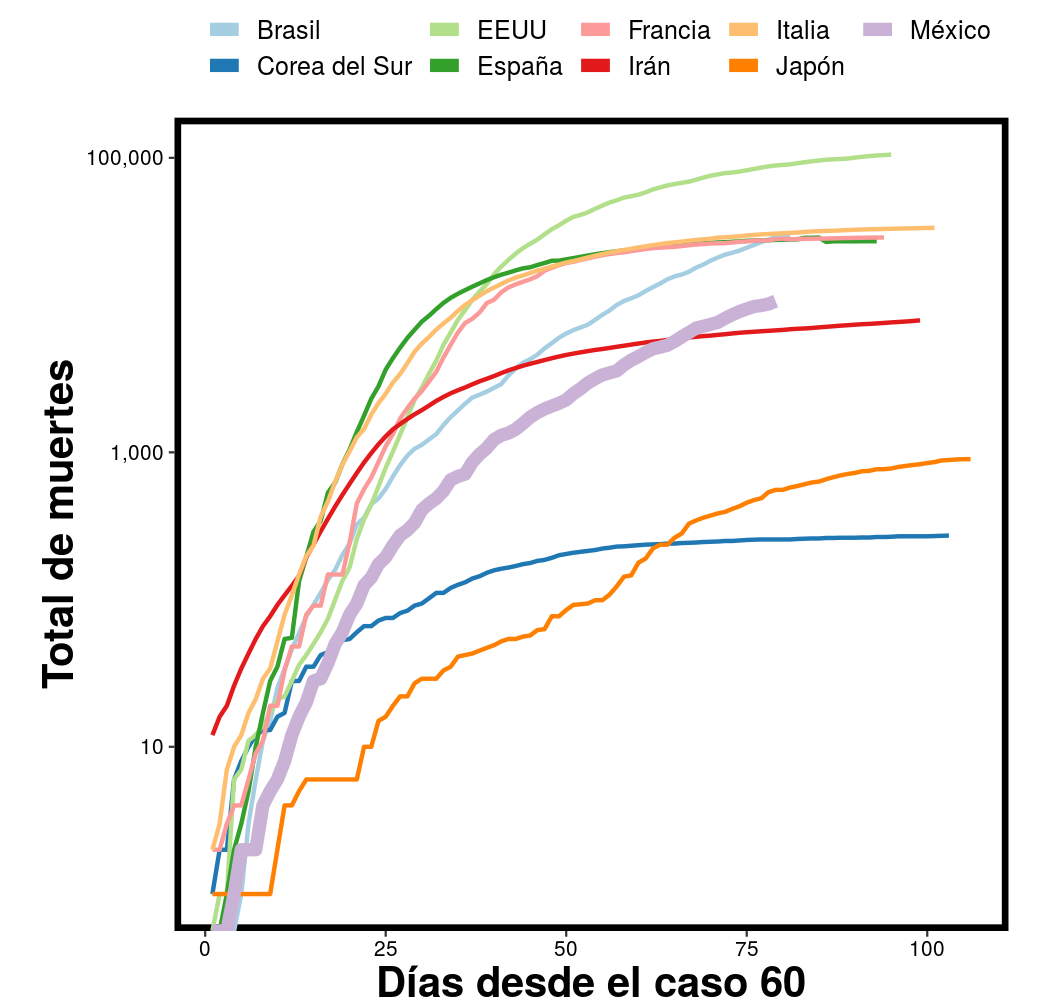 Brasil EEUU Francia Italia México
Corea del Sur España Irán Japón
100,000
1,000
10
Total de muertes
0 25 50 75 100
Días desde el caso 60